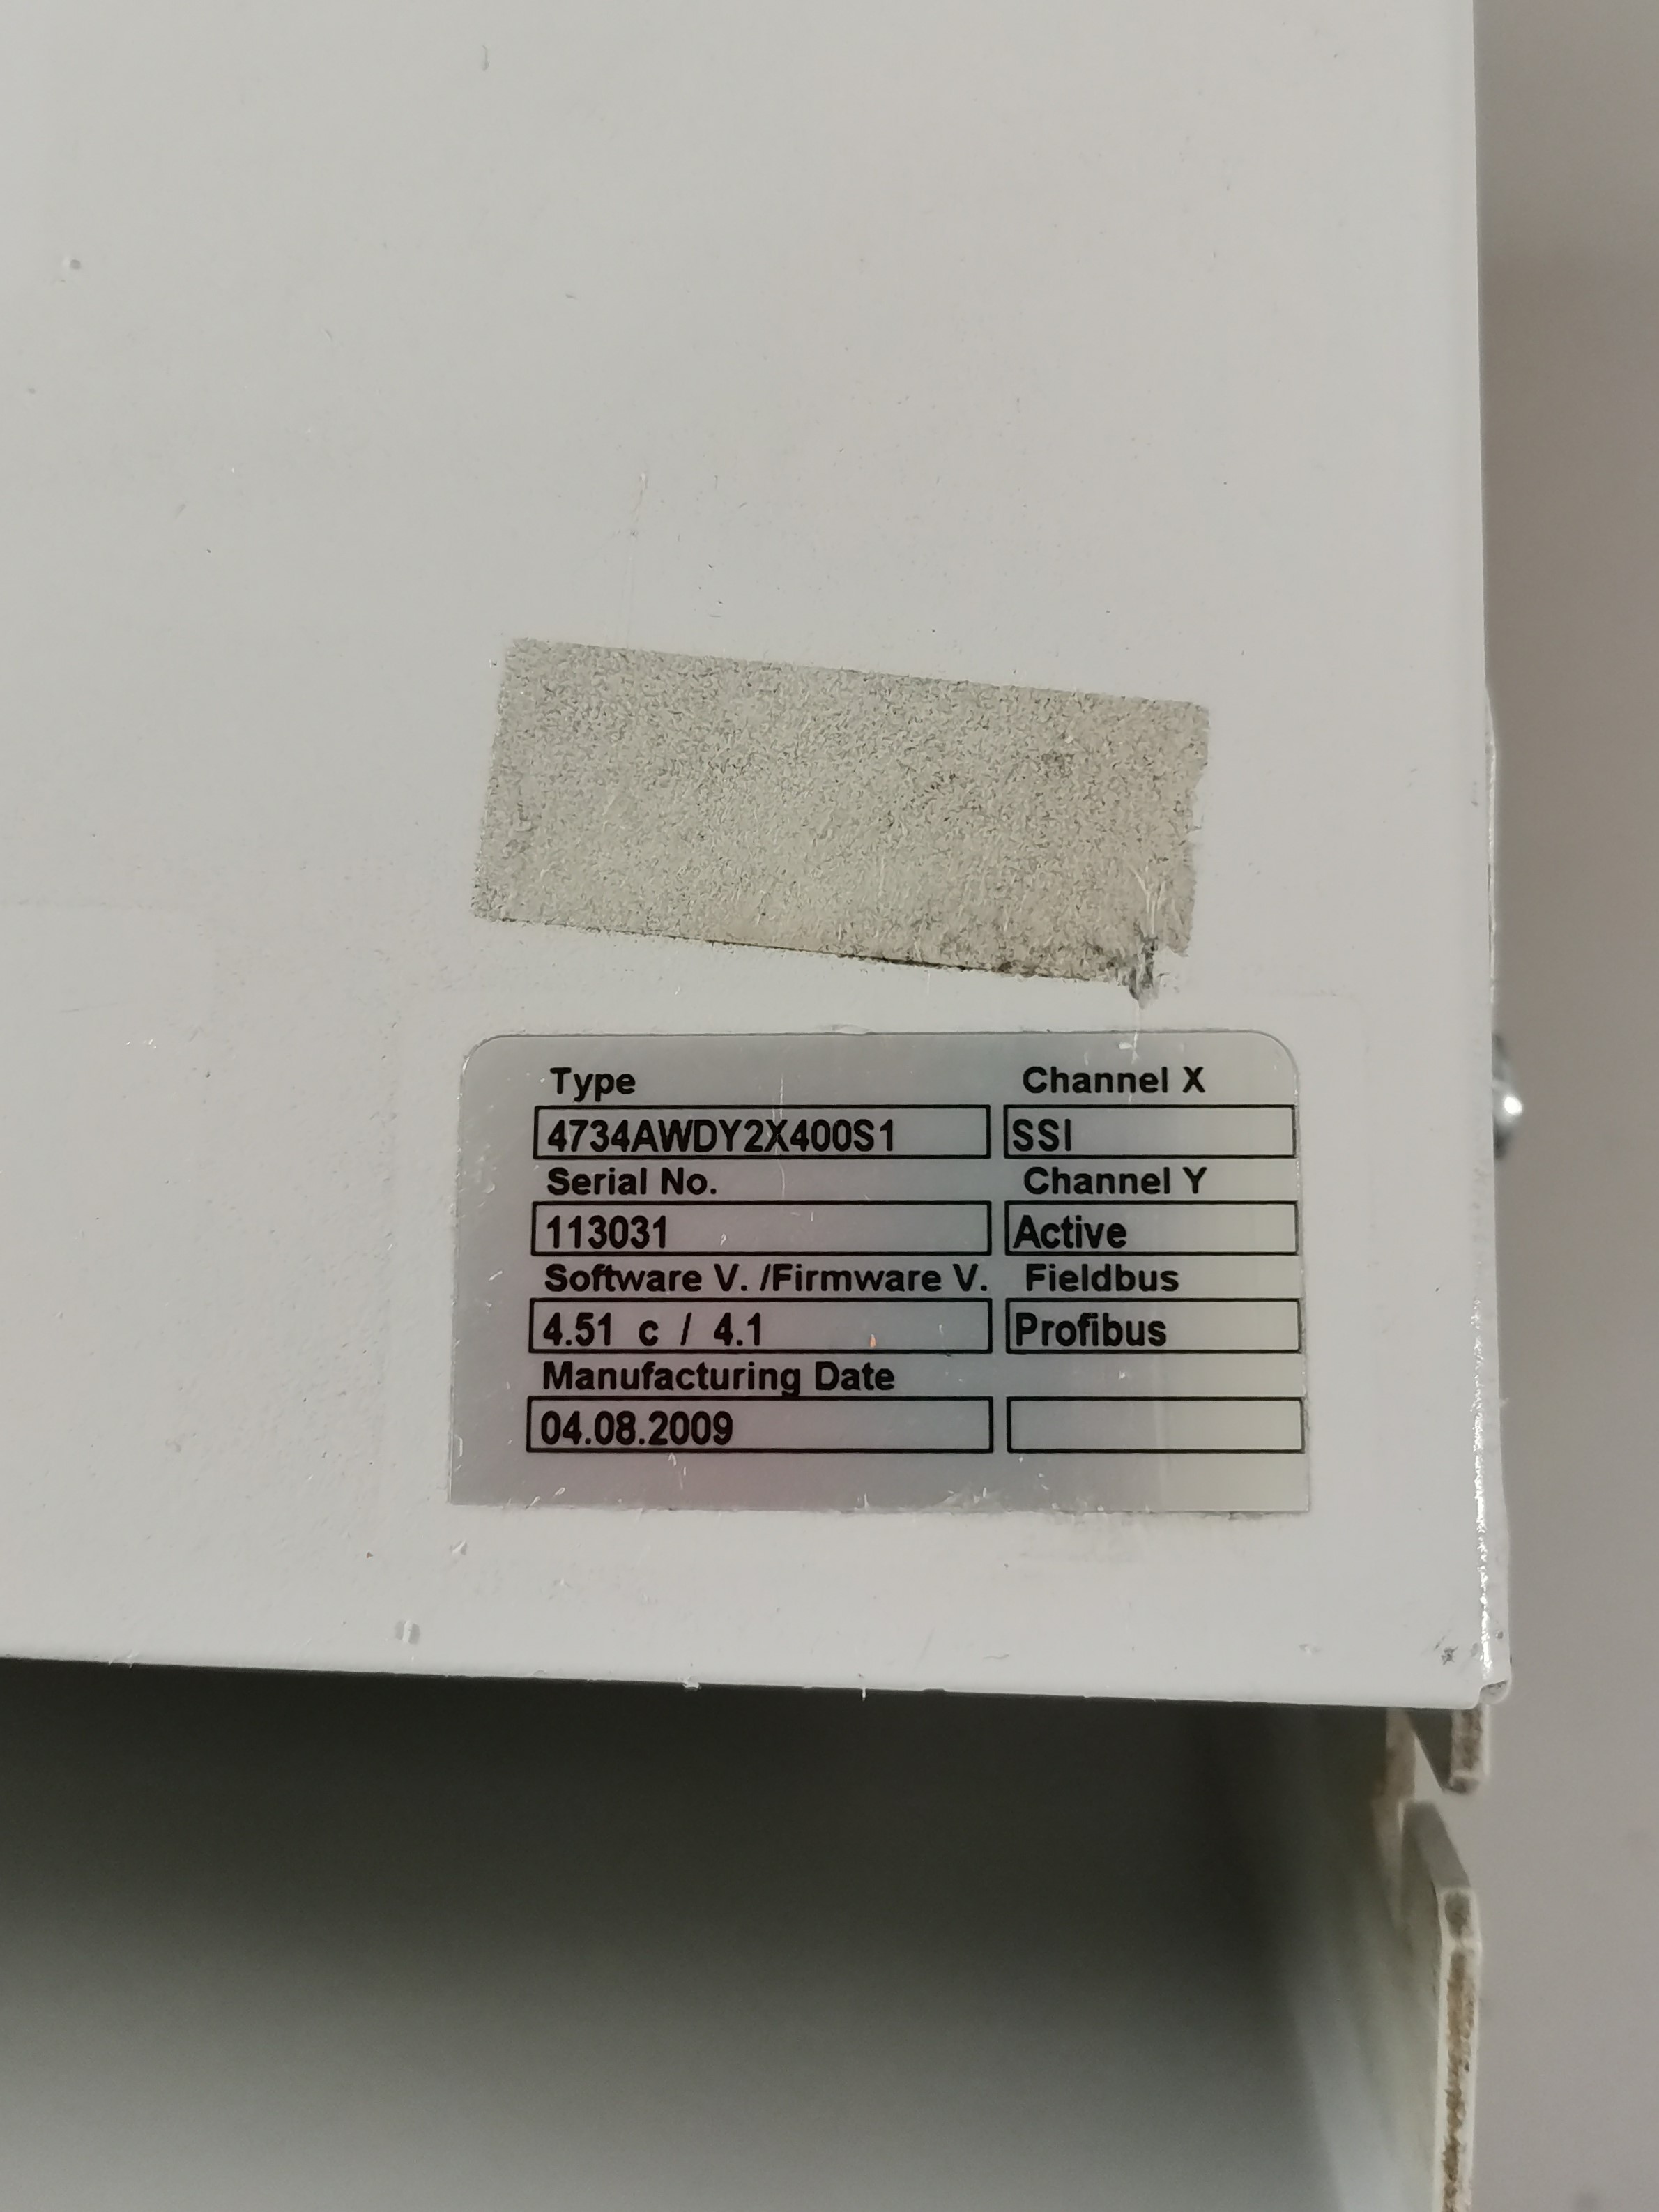 Type Channel X
4734AWDY2X400S1 SSI
Serial No. Channel Y
113031 Active
Software V. /Firmware V. Fieldbus
4.51 c / 4.1 Profibus
Manufacturing Date
04.08.2009